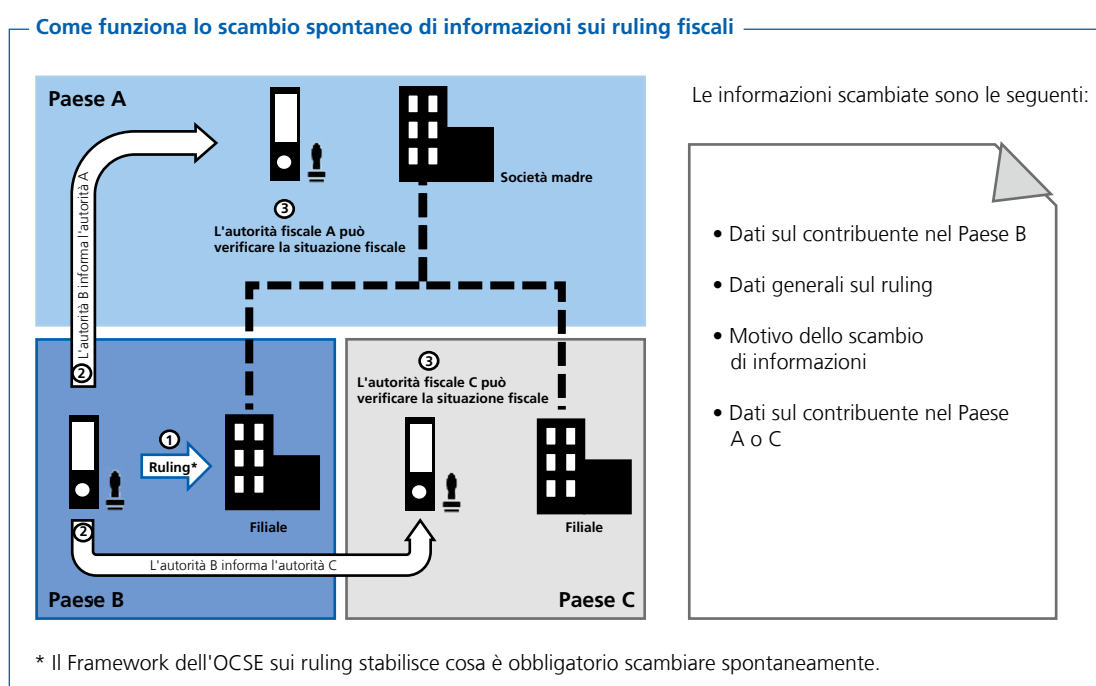 Come funziona lo scambio spontaneo di informazioni sui ruling fiscali
Paese A
Società madre
3
L'autorità fiscale A può
verificare la situazione fiscale
L'autorità B informa l'autorità A
2
3
L'autorità fiscale C può
verificare la situazione fiscale
1
Ruling*
Filiale
Filiale
2
L'autorità B informa l'autorità C
Paese B
Paese C
Le informazioni scambiate sono le seguenti:
• Dati sul contribuente nel Paese B
• Dati generali sul ruling
• Motivo dello scambio
di informazioni
• Dati sul contribuente nel Paese
A o C
* Il Framework dell'OCSE sui ruling stabilisce cosa è obbligatorio scambiare spontaneamente.